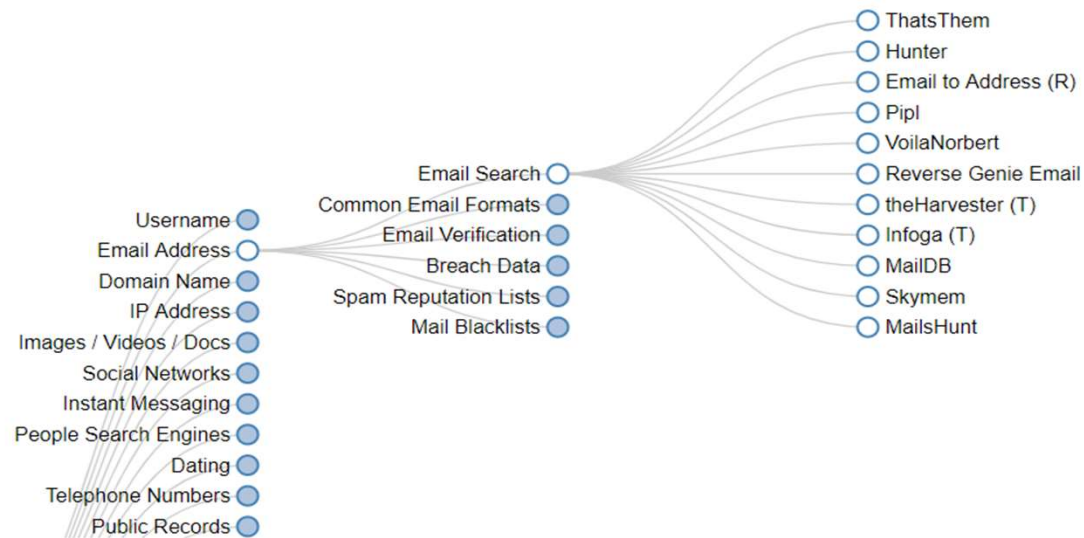 Username
Email Address
Domain Name
IP Address
Images / Videos / Docs
Social Networks
Instant Messaging
People Search Engines
Dating
Telephone Numbers
Public Records
Email Search
Common Email Formats
Email Verification
Breach Data
Spam Reputation Lists
Mail Blacklists
ThatsThem
Hunter
Email to Address (R)
Pipl
VoilaNorbert
Reverse Genie Email
theHarvester (T)
Infoga (T)
MailDB
Skymem
MailsHunt